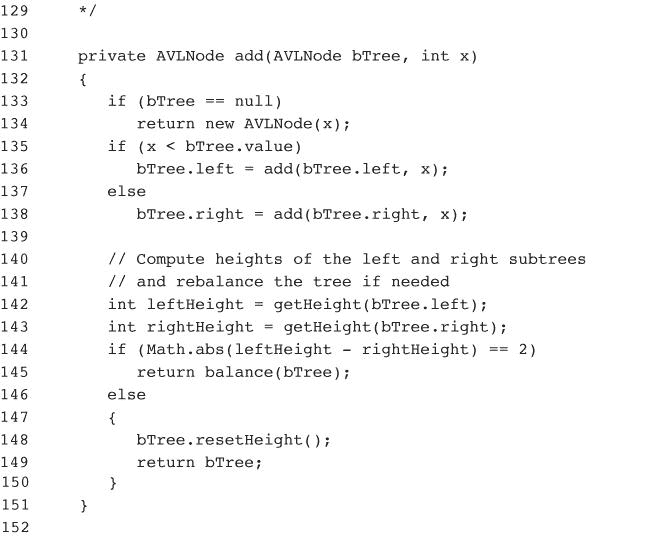 129     */
130
131     private AVLNode add(AVLNode bTree, int x)
132     {
133        if (bTree == null)
134           return new AVLNode(x);
135        if (x < bTree.value)
136           bTree.left = add(bTree.left, x);
137        else
138           bTree.right = add(bTree.right, x);
139
140        // Compute heights of the left and right subtrees
141        // and rebalance the tree if needed
142        int leftHeight = getHeight(bTree.left);
143        int rightHeight = getHeight(bTree.right);
144        if (Math.abs(leftHeight - rightHeight) == 2)
145           return balance(bTree);
146        else
147        {
148           bTree.resetHeight();
149           return bTree;
150        }
151     }
152